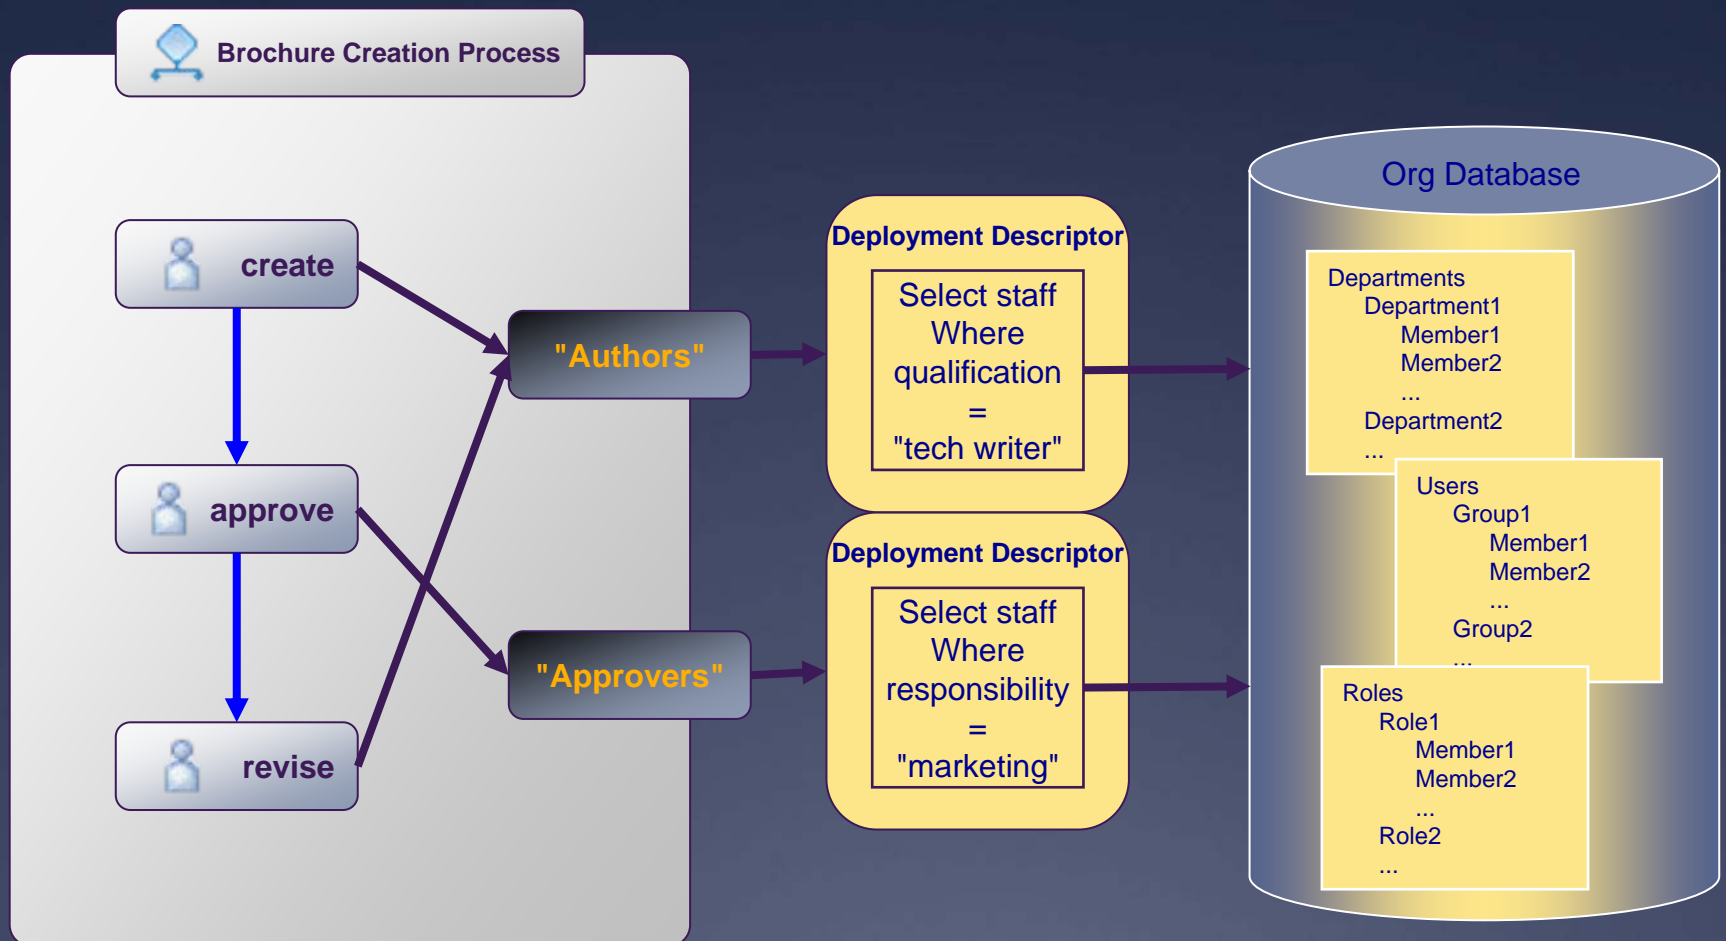 Brochure Creation Process
create
approve
revise
"Authors"
"Approvers"
Deployment Descriptor
Select staff
Where
qualification
=
"tech writer"
Deployment Descriptor
Select staff
Where
responsibility
=
"marketing"
Org Database
Departments
Department1
Member1
Member2
...
Department2
...
Users
Group1
Member1
Member2
...
Group2
...
Roles
Role1
Member1
Member2
...
Role2
...